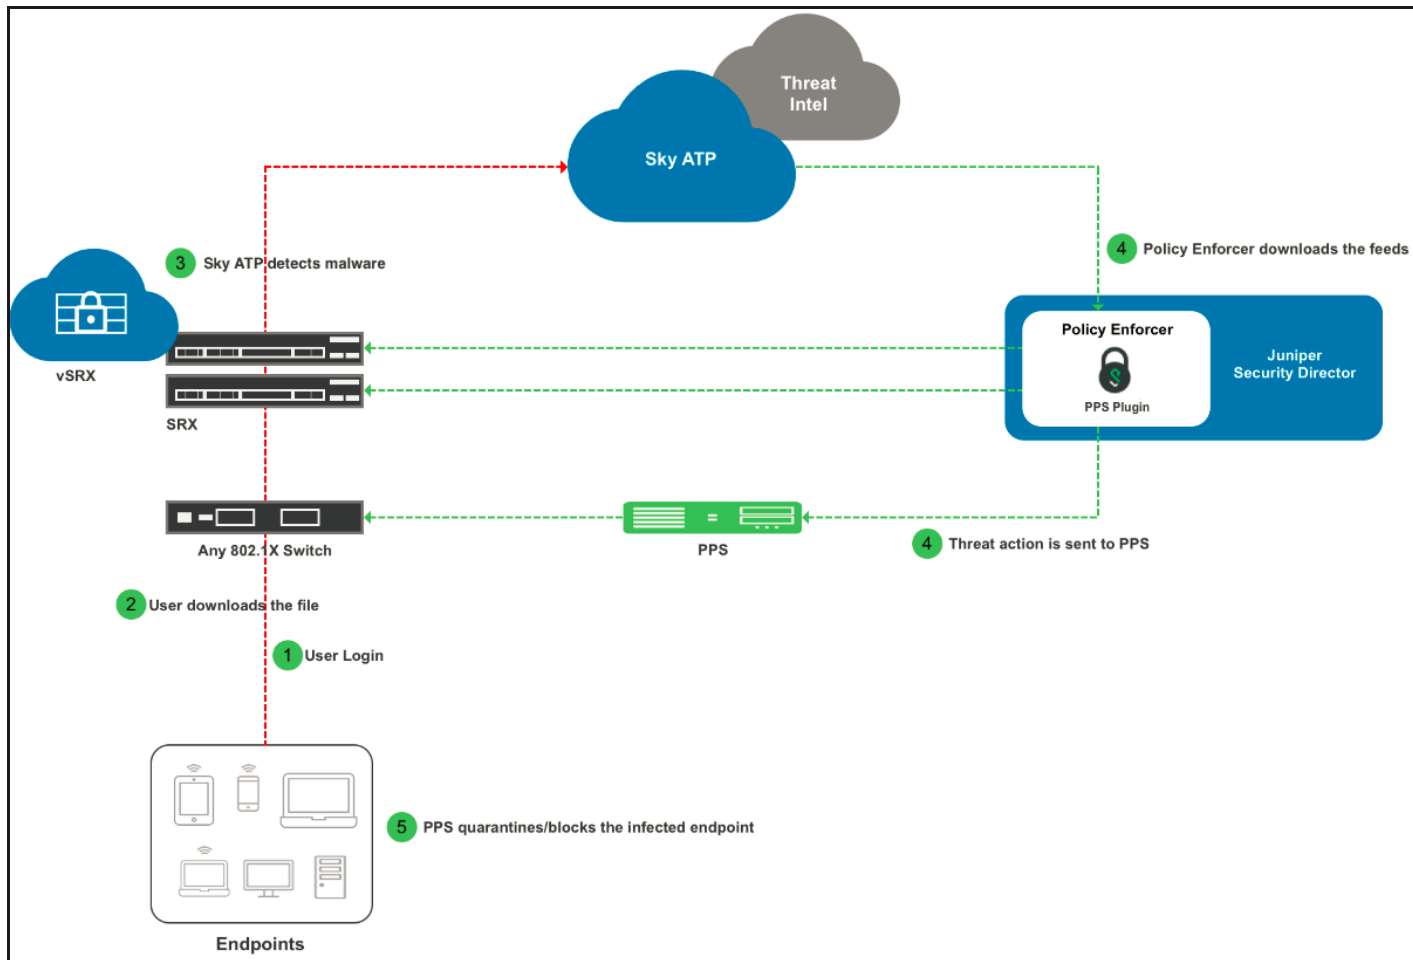 Threat
Intel
Sky ATP
3 Sky ATP detects malware
4 Policy Enforcer downloads the feeds
vSRX
SRX
Policy Enforcer
PPS Plugin
Juniper
Security Director
Any 802.1X Switch
PPS
4 Threat action is sent to PPS
2 User downloads the file
1 User Login
5 PPS quarantines/blocks the infected endpoint
Endpoints